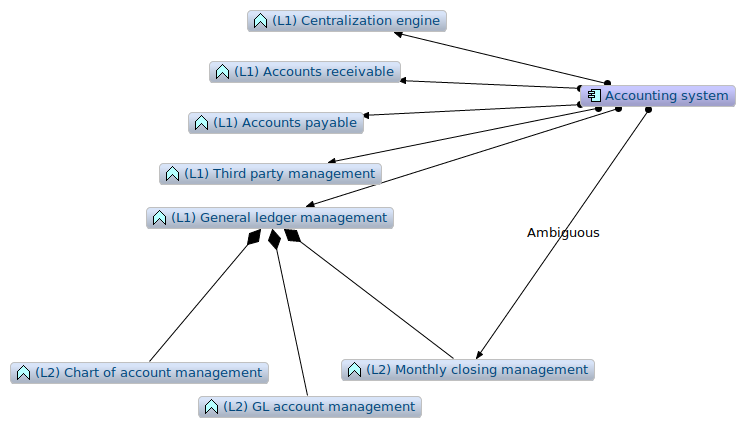 (L1) Centralization engine
(L1) Accounts receivable
Accounting system
(L1) Accounts payable
(L1) Third party management
(L1) General ledger management
Ambiguous
(L2) Chart of account management
(L2) Monthly closing management
(L2) GL account management